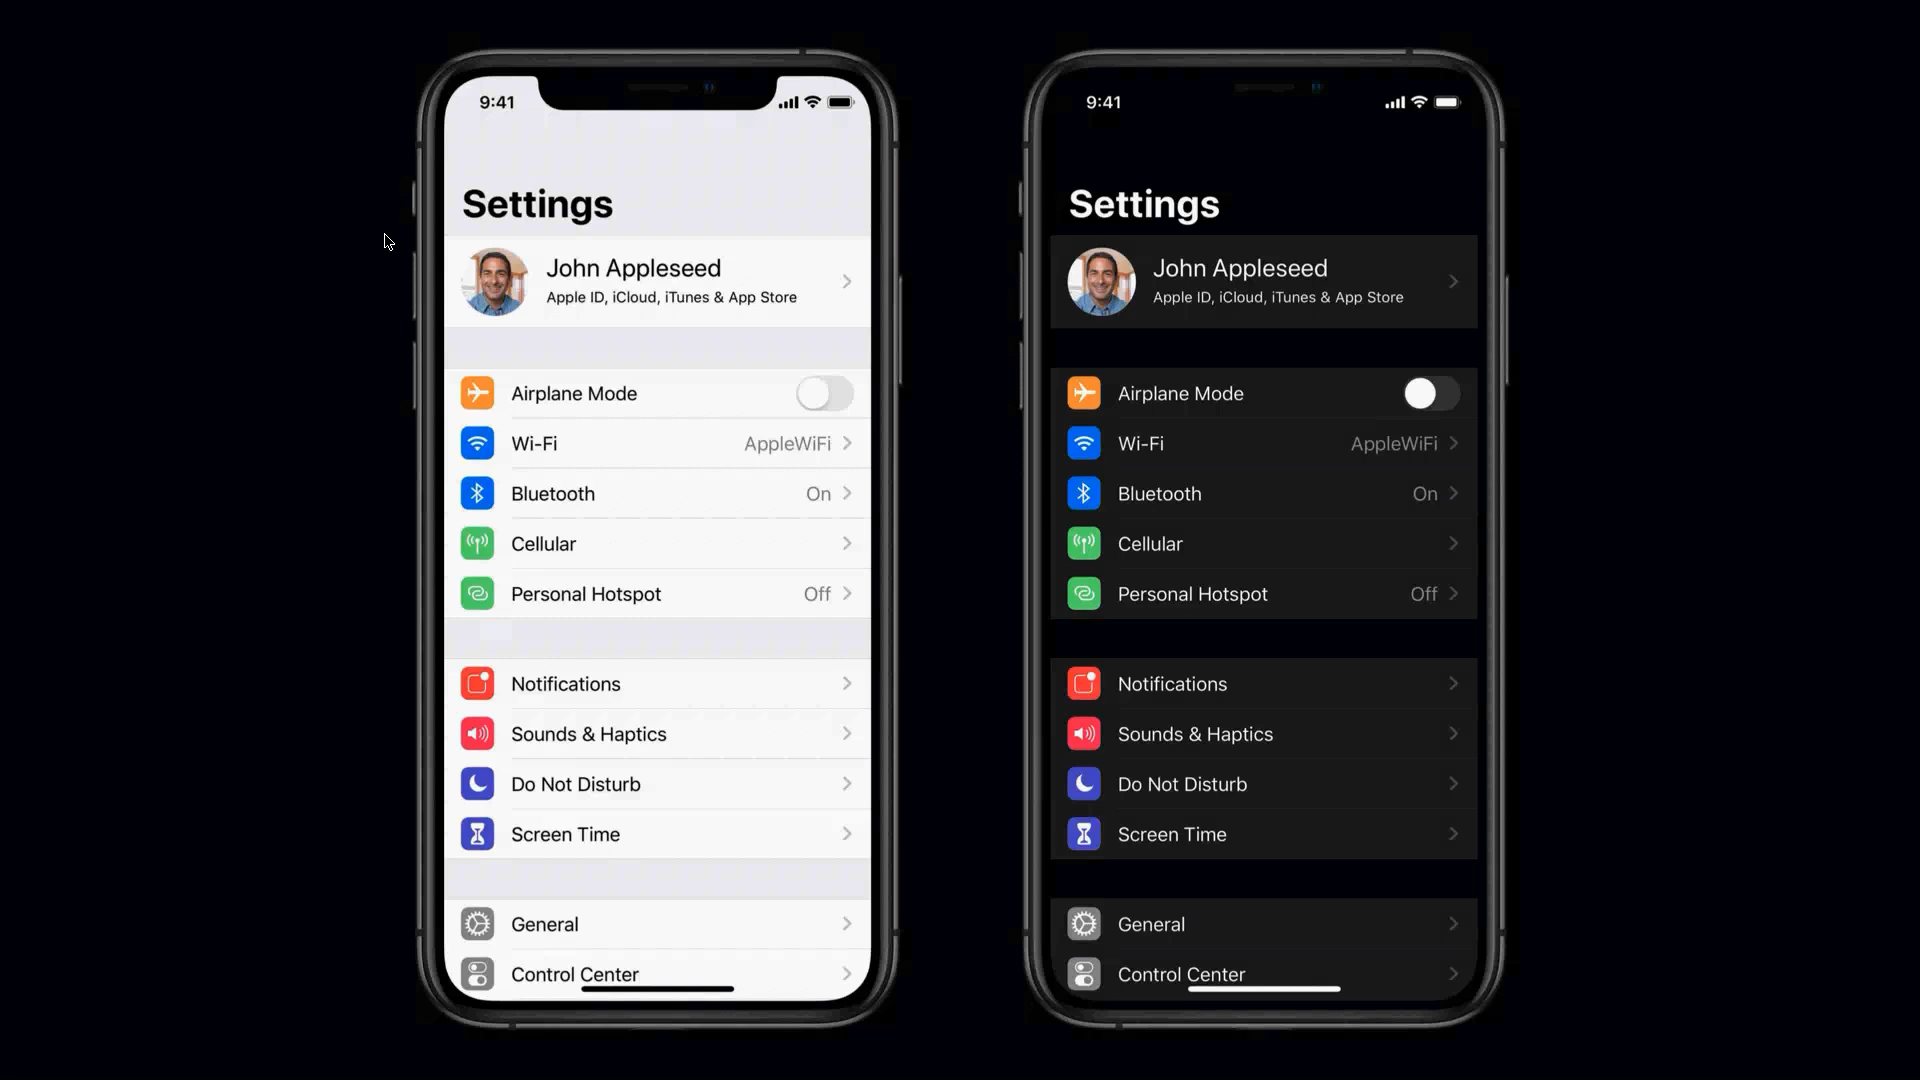 9:41
Settings
John Appleseed
Apple ID, iCloud, iTunes & App Store
Airplane Mode
Wi-Fi AppleWiFi
Bluetooth On
Cellular
Personal Hotspot Off
Notifications
Sounds & Haptics
Do Not Disturb
Screen Time
General
Control Center
9:41
Settings
John Appleseed
Apple ID, iCloud, iTunes & App Store
Airplane Mode
Wi-Fi AppleWiFi
Bluetooth On
Cellular
Personal Hotspot Off
Notifications
Sounds & Haptics
Do Not Disturb
Screen Time
General
Control Center